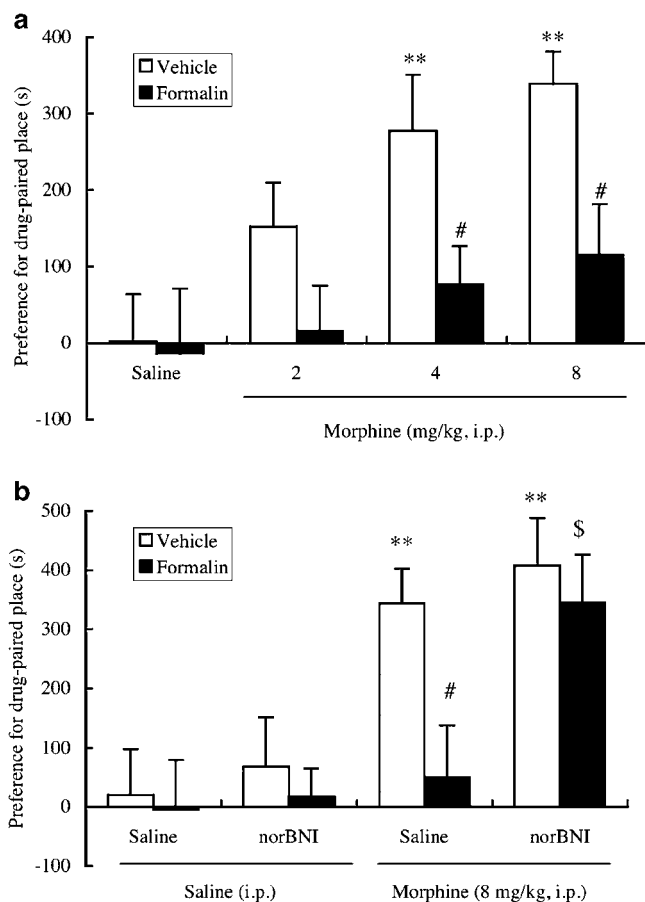 a
400
300
200
100
0
-100
Preference for drug-paired place (s)
Vehicle
Formalin
**
**
#
#
Saline
2
4
8
Morphine (mg/kg, i.p.)
b
500
400
300
200
100
0
-100
Preference for drug-paired place (s)
Vehicle
Formalin
**
**
$
#
Saline
norBNI
Saline
norBNI
Saline (i.p.)
Morphine (8 mg/kg, i.p.)